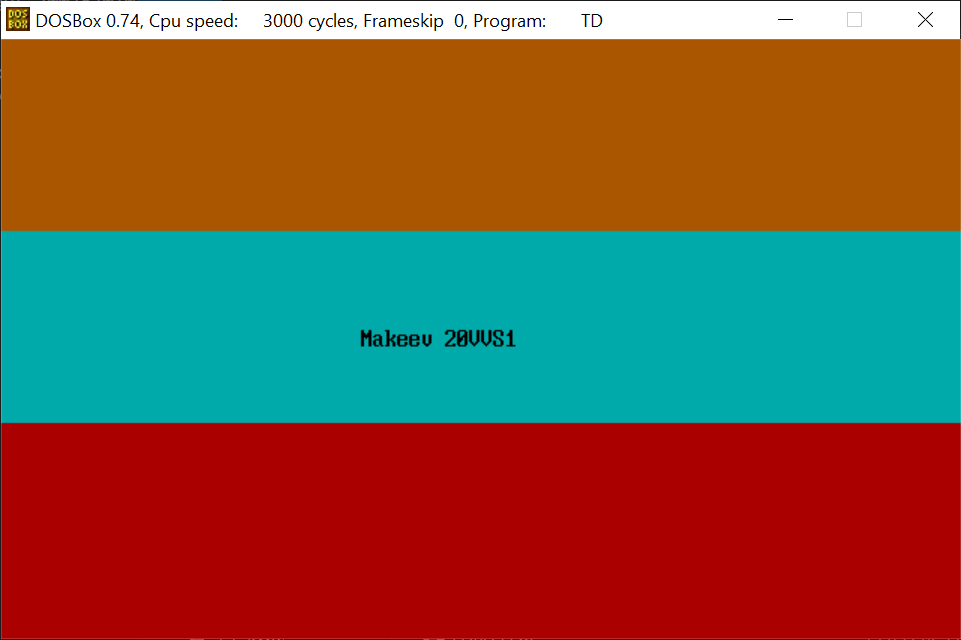 DOSBox 0.74, Cpu speed: 3000 cycles, Frameskip 0, Program: TD
Makeev 20VVS1